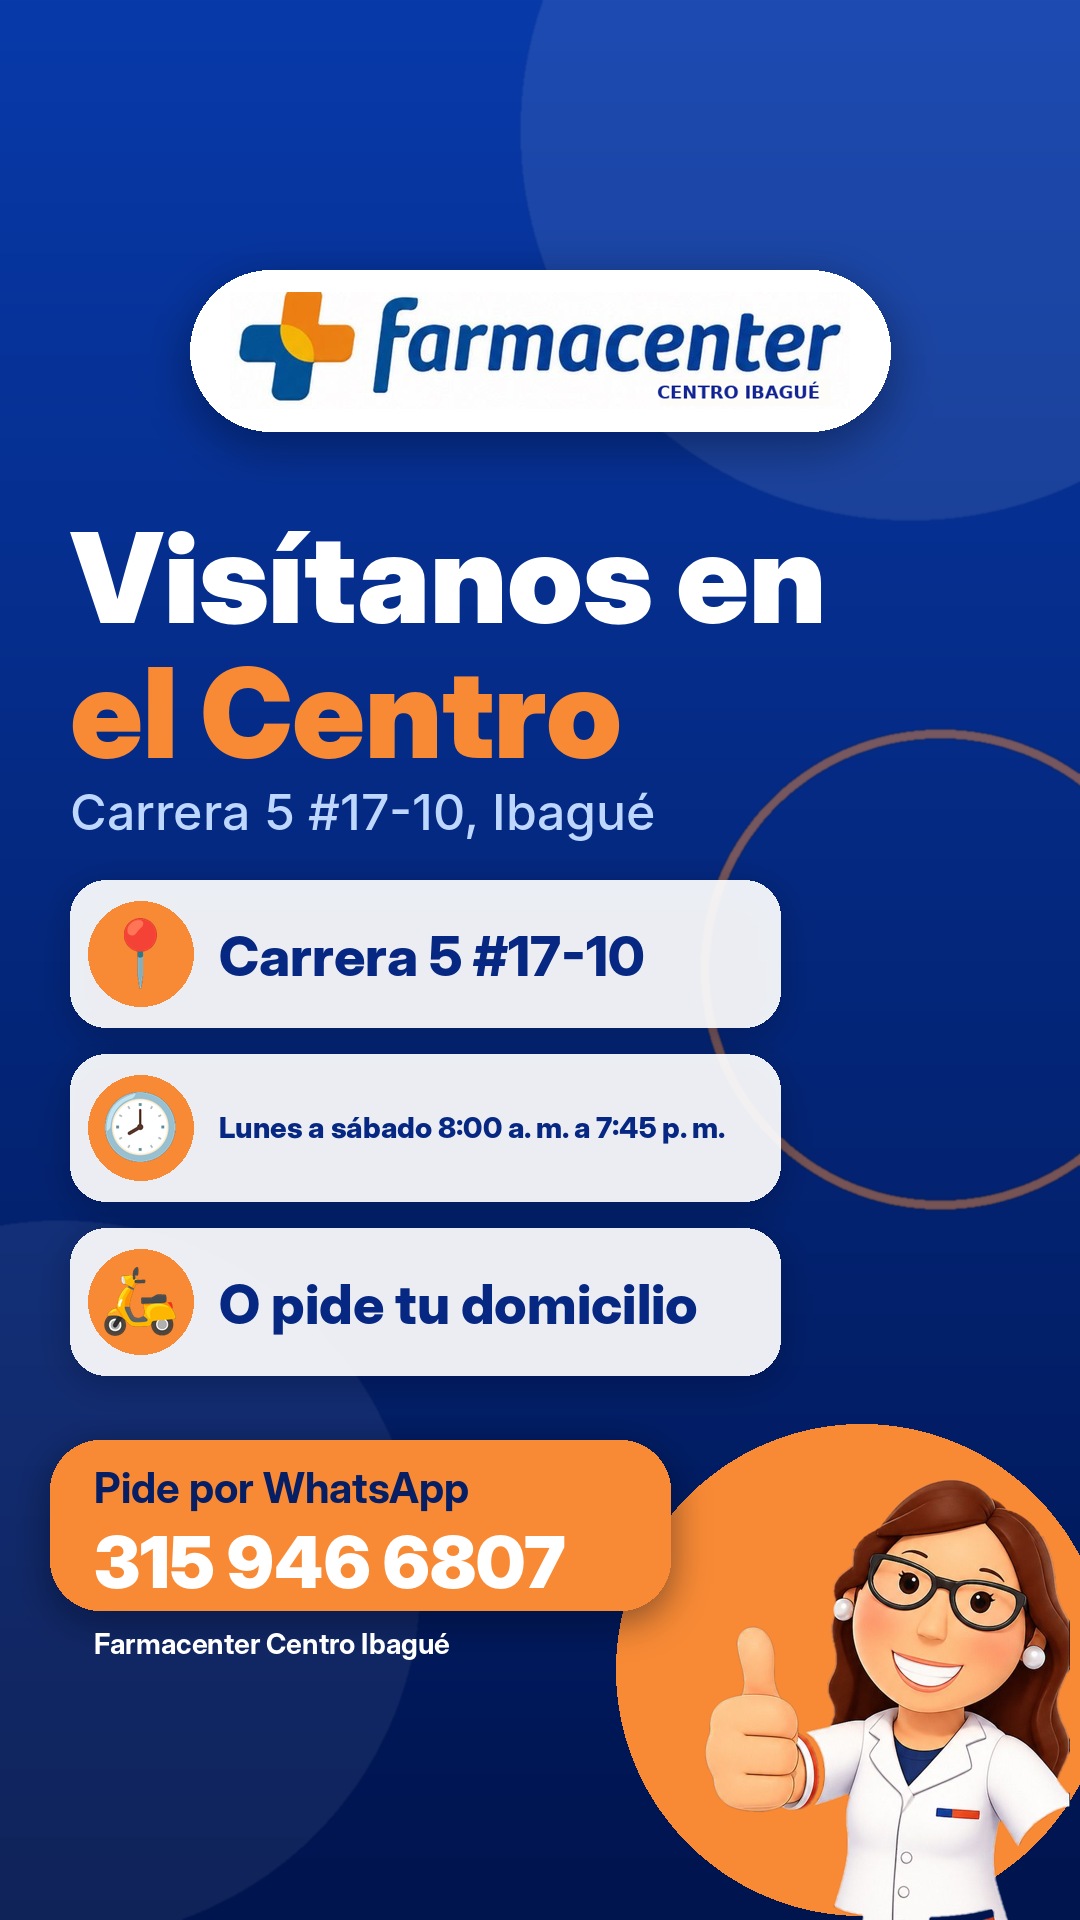 farmacenter
CENTRO IBAGUÉ
Visítanos en
el Centro
Carrera 5 #17-10, Ibagué
Carrera 5 #17-10
Lunes a sábado 8:00 a. m. a 7:45 p. m.
O pide tu domicilio
Pide por WhatsApp
315 946 6807
Farmacenter Centro Ibagué